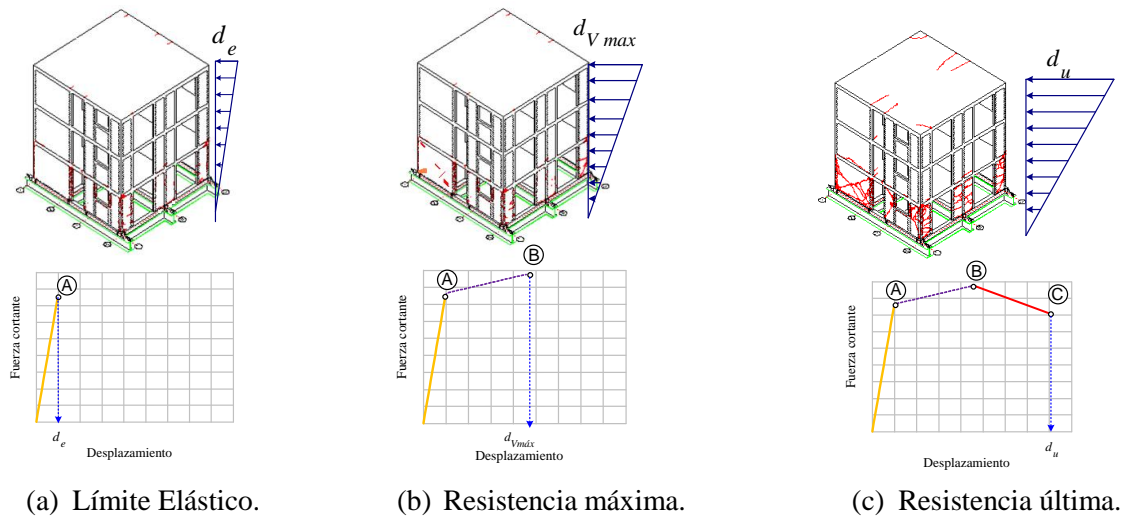 d_e
d_V max
d_u
A
Fuerza cortante
d_e
Desplazamiento
A
B
Fuerza cortante
d_Vmáx
Desplazamiento
A
B
C
Fuerza cortante
d_u
Desplazamiento
(a) Límite Elástico.
(b) Resistencia máxima.
(c) Resistencia última.